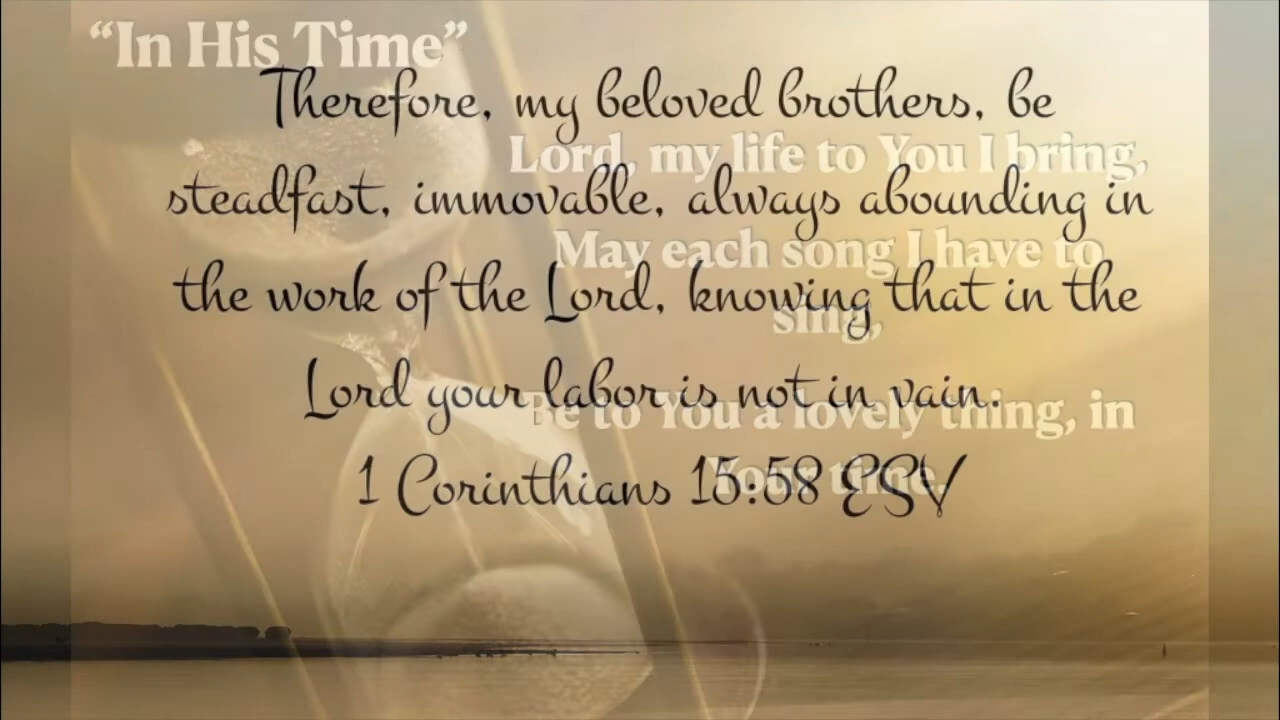 “In His Time”
Therefore, my beloved brothers, be
steadfast, immovable, always abounding in
the work of the Lord, knowing that in the
Lord your labor is not in vain.
1 Corinthians 15:58 ESV
Lord, my life to You I bring,
May each song I have to
sing,
Be to You a lovely thing, in
Your time.